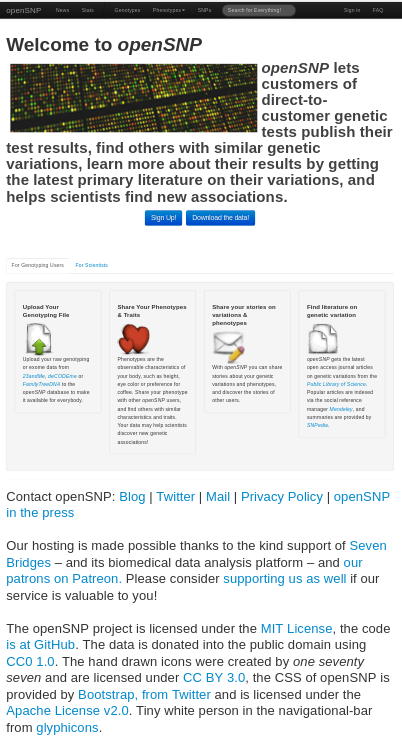 openSNP News Stats Genotypes Phenotypes SNPs Search for Everything! Sign in FAQ
Welcome to openSNP
openSNP lets
customers of
direct-to-
customer genetic
tests publish their
test results, find others with similar genetic
variations, learn more about their results by getting
the latest primary literature on their variations, and
helps scientists find new associations.
Sign Up! Download the data!
For Genotyping Users For Scientists
Upload Your
Genotyping File
Upload your raw genotyping
or exome data from
23andMe, deCODEme or
FamilyTreeDNA to the
openSNP database to make
it available for everybody.
Share Your Phenotypes
& Traits
Phenotypes are the
observable characteristics of
your body, such as height,
eye color or preference for
coffee. Share your phenotype
with other openSNP users,
and find others with similar
characteristics and traits.
Your data may help scientists
discover new genetic
associations!
Share your stories on
variations &
phenotypes
With openSNP you can share
stories about your genetic
variations and phenotypes,
and discover the stories of
other users.
Find literature on
genetic variation
openSNP gets the latest
open access journal articles
on genetic variations from the
Public Library of Science.
Popular articles are indexed
via the social reference
manager Mendeley, and
summaries are provided by
SNPedia.
Contact openSNP: Blog | Twitter | Mail | Privacy Policy | openSNP
in the press
Our hosting is made possible thanks to the kind support of Seven
Bridges – and its biomedical data analysis platform – and our
patrons on Patreon. Please consider supporting us as well if our
service is valuable to you!
The openSNP project is licensed under the MIT License, the code
is at GitHub. The data is donated into the public domain using
CC0 1.0. The hand drawn icons were created by one seventy
seven and are licensed under CC BY 3.0, the CSS of openSNP is
provided by Bootstrap, from Twitter and is licensed under the
Apache License v2.0. Tiny white person in the navigational-bar
from glyphicons.